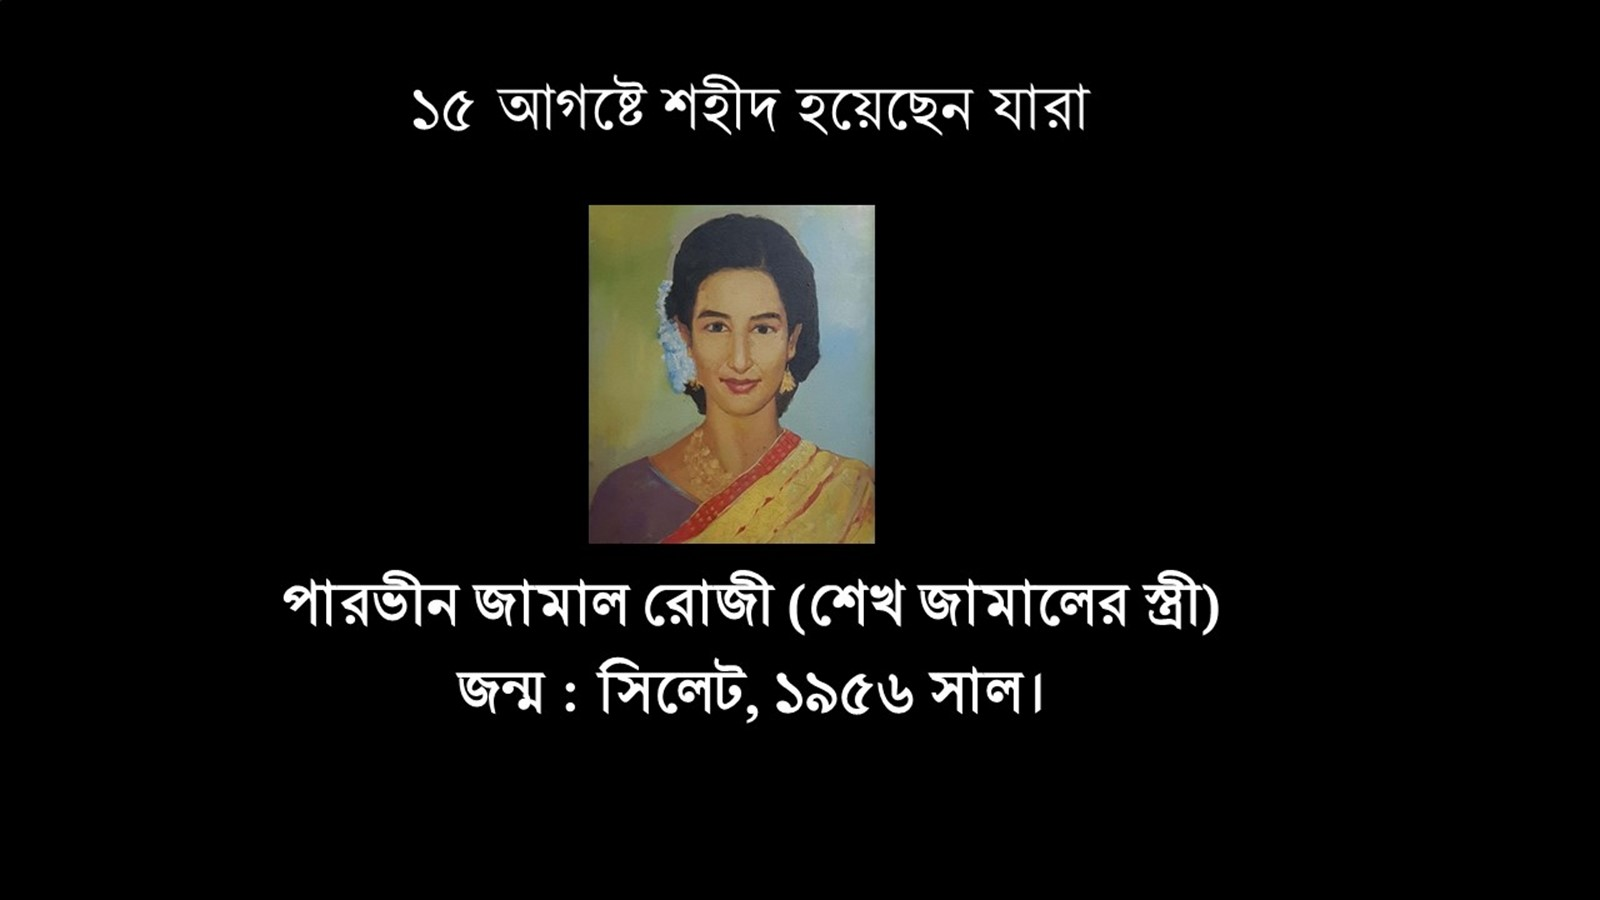 ১৫ আগষ্টে শহীদ হয়েছেন যারা
পারভীন জামাল রোজী (শেখ জামালের স্ত্রী)
জন্ম : সিলেট, ১৯৫৬ সাল।